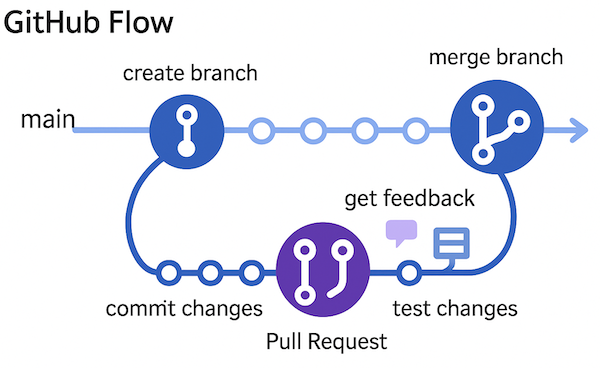 GitHub Flow
create branch
merge branch
main
get feedback
commit changes
test changes
Pull Request